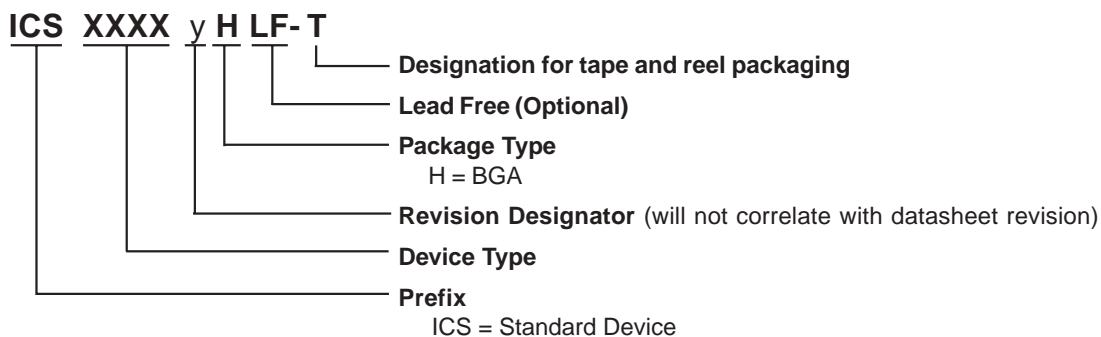 ICS XXXX y H LF- T
Designation for tape and reel packaging
Lead Free (Optional)
Package Type
H = BGA
Revision Designator (will not correlate with datasheet revision)
Device Type
Prefix
ICS = Standard Device